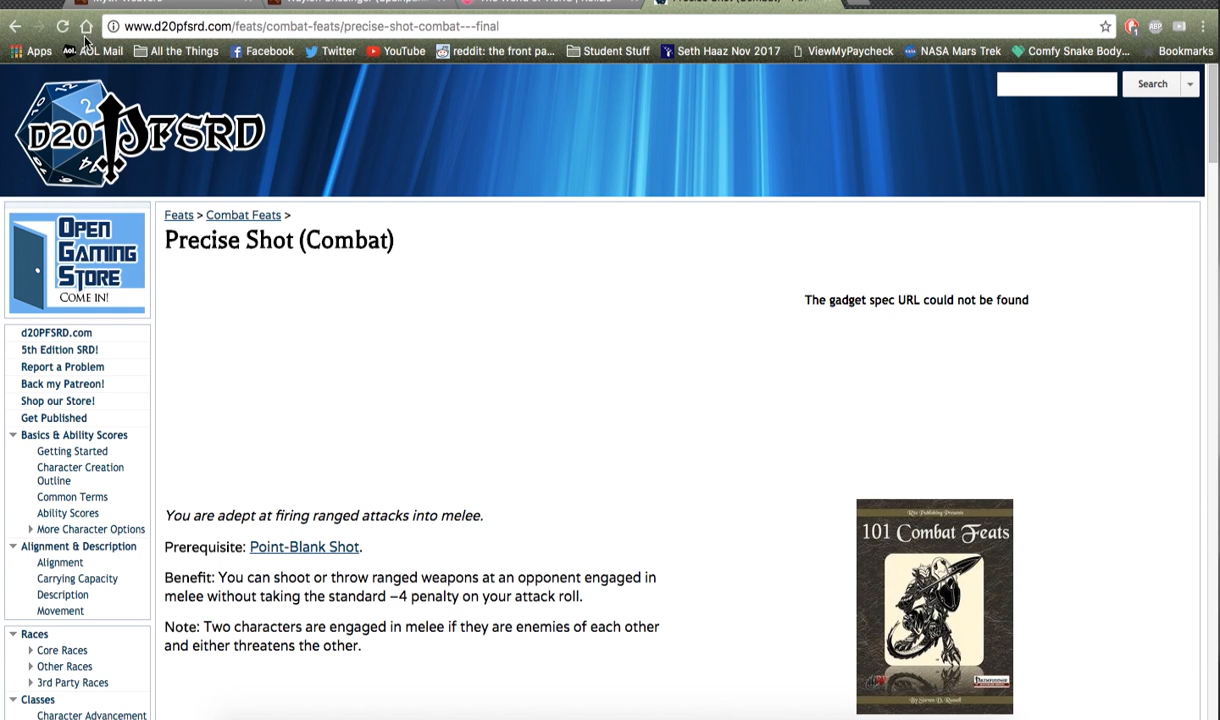 www.d20pfsrd.com/feats/combat-feats/precise-shot-combat---final
ABP
Apps
Aol. AOL Mail
All the Things
Facebook
Twitter
YouTube
reddit: the front pa...
Student Stuff
Seth Haaz Nov 2017
ViewMyPaycheck
NASA Mars Trek
Comfy Snake Body...
Bookmarks
D20PFSRD
Search
OPEN
GAMING
STORE
COME IN!
Feats > Combat Feats >
Precise Shot (Combat)
The gadget spec URL could not be found
d20PFSRD.com
5th Edition SRD!
Report a Problem
Back my Patreon!
Shop our Store!
Get Published
Basics & Ability Scores
Getting Started
Character Creation
Outline
Common Terms
Ability Scores
More Character Options
Alignment & Description
Alignment
Carrying Capacity
Description
Movement
Races
Core Races
Other Races
3rd Party Races
Classes
Character Advancement
You are adept at firing ranged attacks into melee.
Prerequisite: Point-Blank Shot.
Benefit: You can shoot or throw ranged weapons at an opponent engaged in
melee without taking the standard –4 penalty on your attack roll.
Note: Two characters are engaged in melee if they are enemies of each other
and either threatens the other.
101 Combat Feats